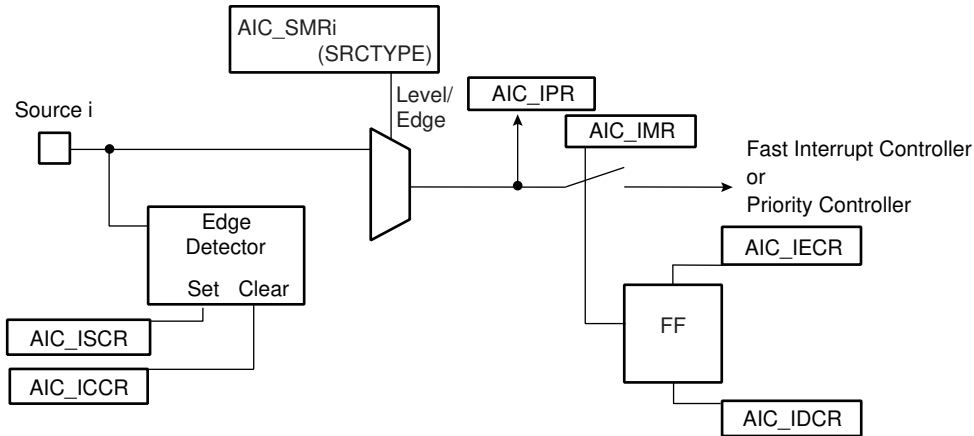 AIC_SMRi
(SRCTYPE)
Level/
Edge
AIC_IPR
AIC_IMR
Source i
Fast Interrupt Controller
or
Priority Controller
Edge
Detector
Set Clear
AIC_IECR
FF
AIC_ISCR
AIC_ICCR
AIC_IDCR